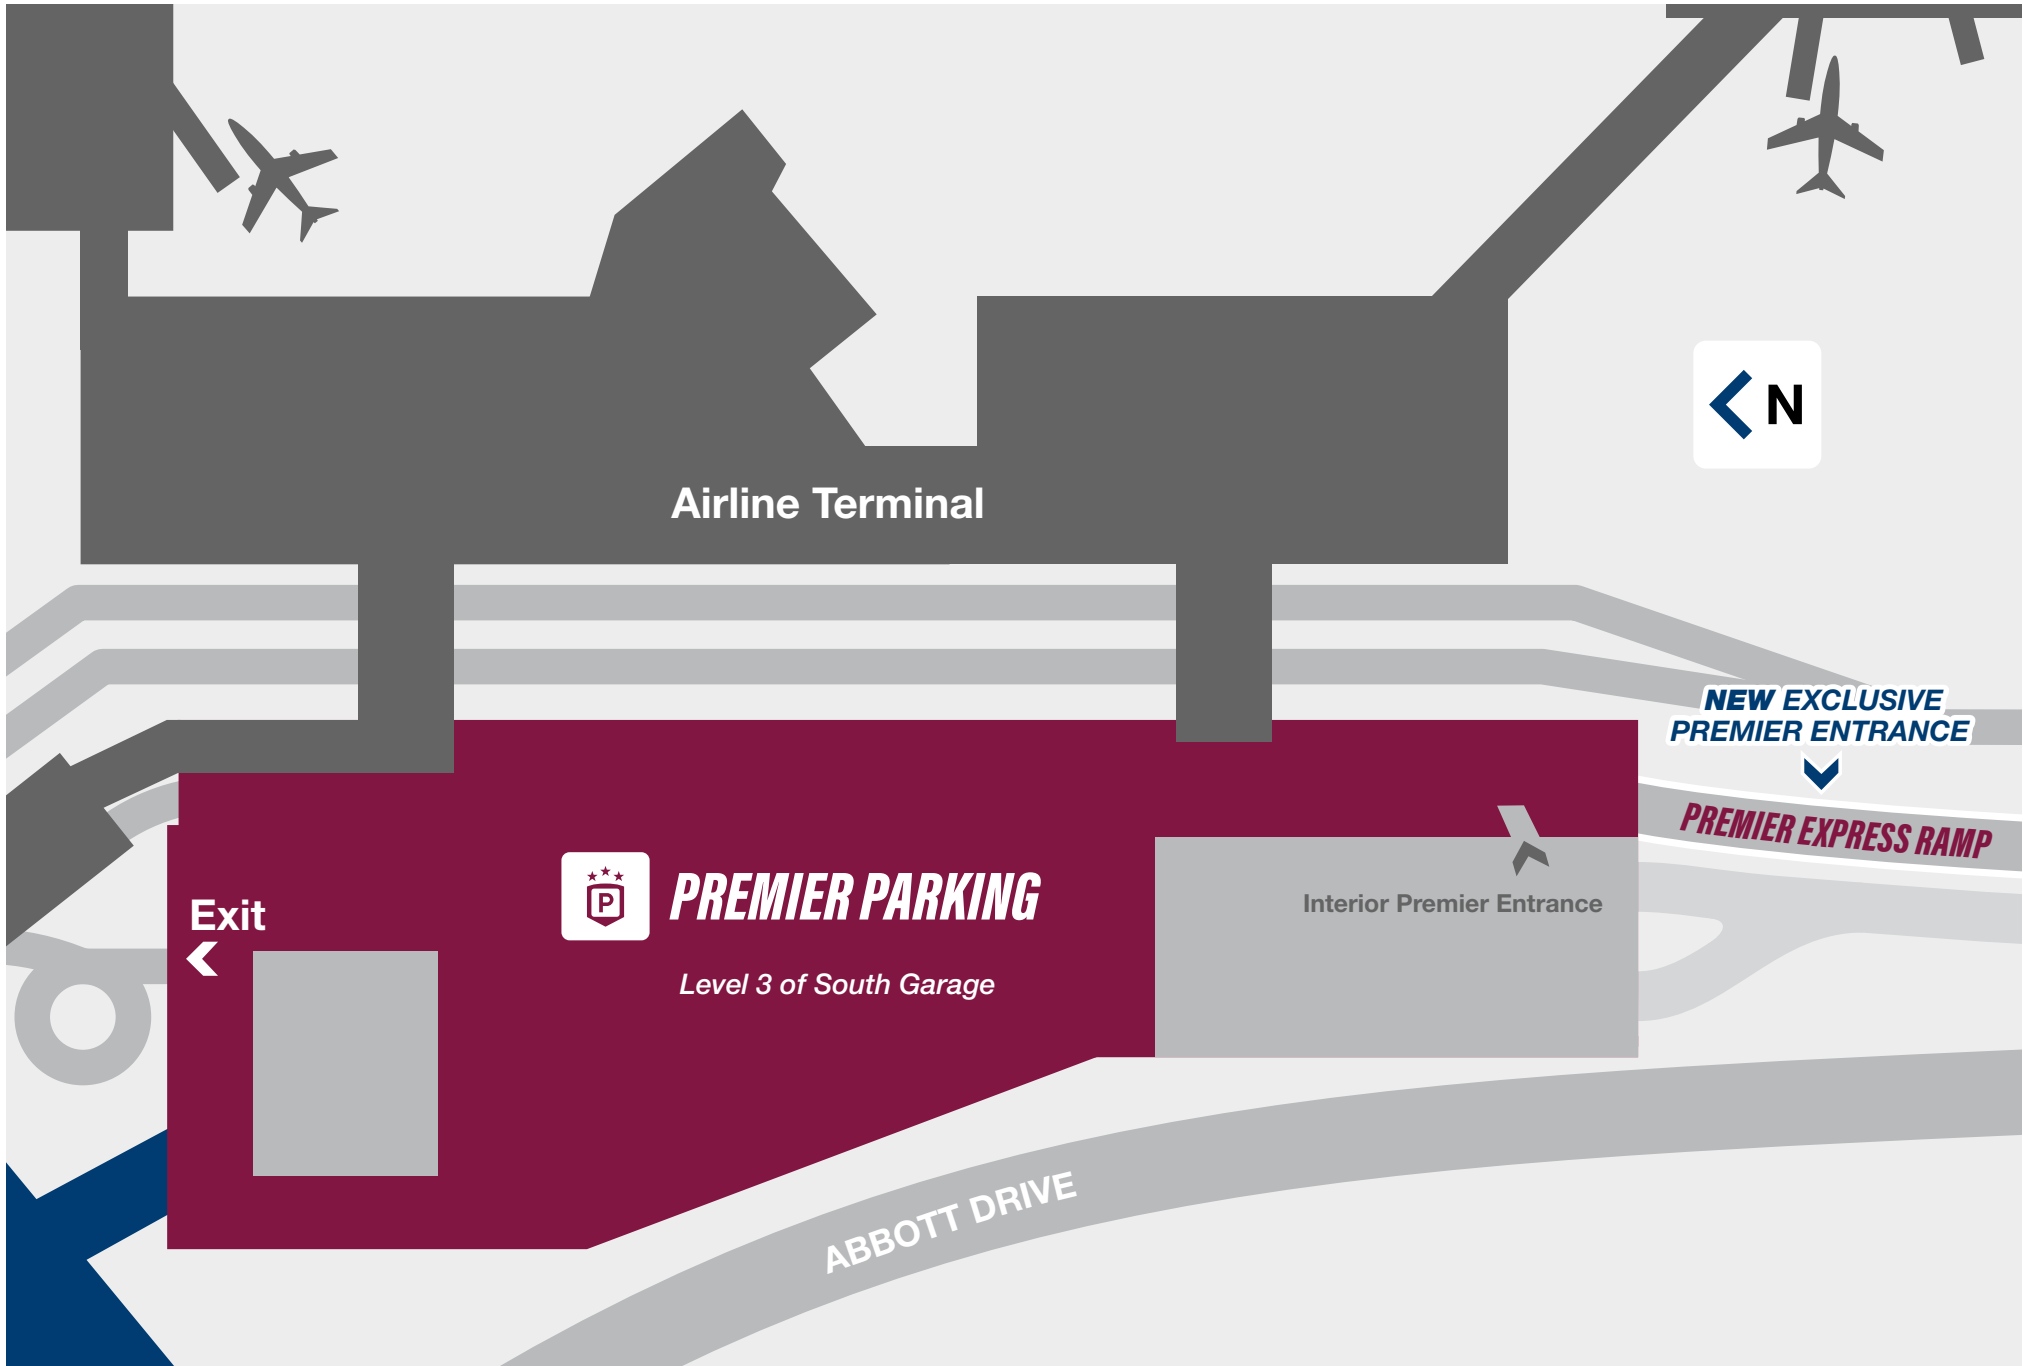 N
Airline Terminal
NEW EXCLUSIVE
PREMIER ENTRANCE
PREMIER EXPRESS RAMP
P
PREMIER PARKING
Level 3 of South Garage
Interior Premier Entrance
Exit
ABBOTT DRIVE